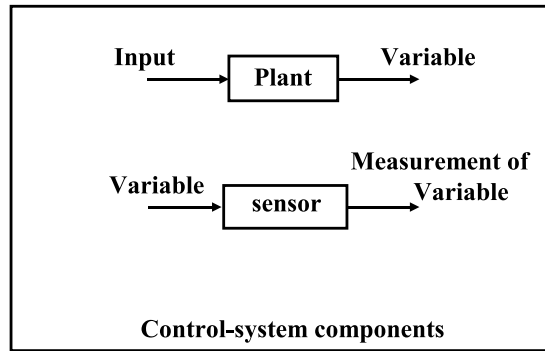 Input
Plant
Variable
Variable
sensor
Measurement of
Variable
Control-system components